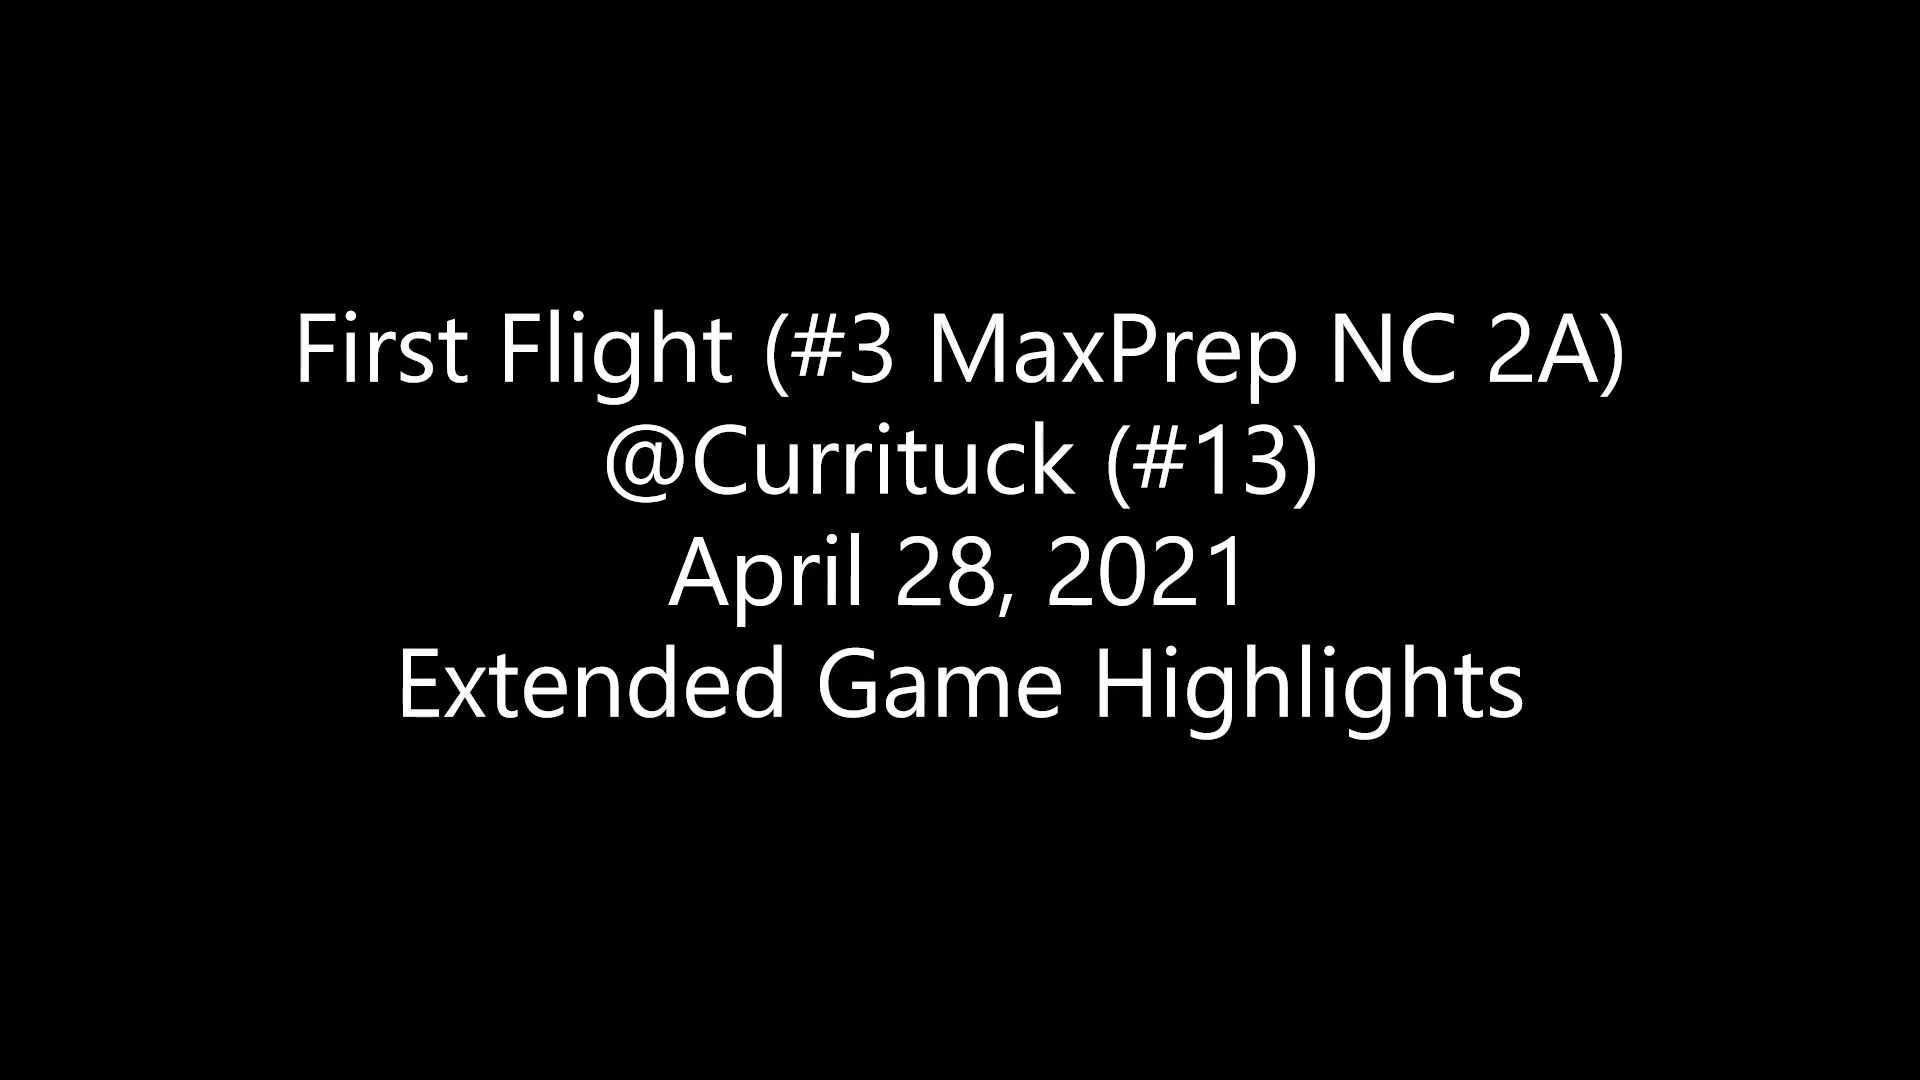 First Flight (#3 MaxPrep NC 2A)
@Currituck (#13)
April 28, 2021
Extended Game Highlights